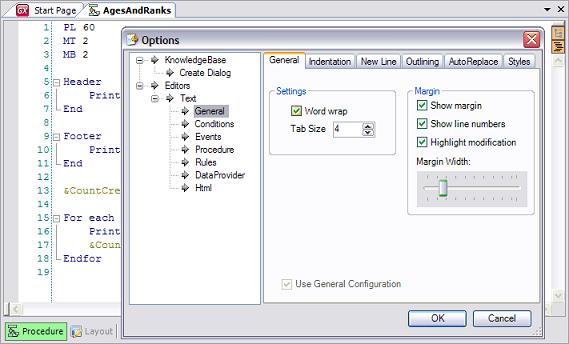 GX Start Page AgesAndRanks
1 PL 60
2 MT 2
3 MB 2
4
5 Header
6 Print
7 End
8
9 Footer
10 Print
11 End
12
13 &CountCre
14
15 For each
16 Print
17 &Coun
18 Endfor
19
Procedure Layout
Options
KnowledgeBase
Create Dialog
Editors
Text
General
Conditions
Events
Procedure
Rules
DataProvider
Html
General Indentation New Line Outlining AutoReplace Styles
Settings
Word wrap
Tab Size 4
Margin
Show margin
Show line numbers
Highlight modification
Margin Width:
Use General Configuration
OK Cancel